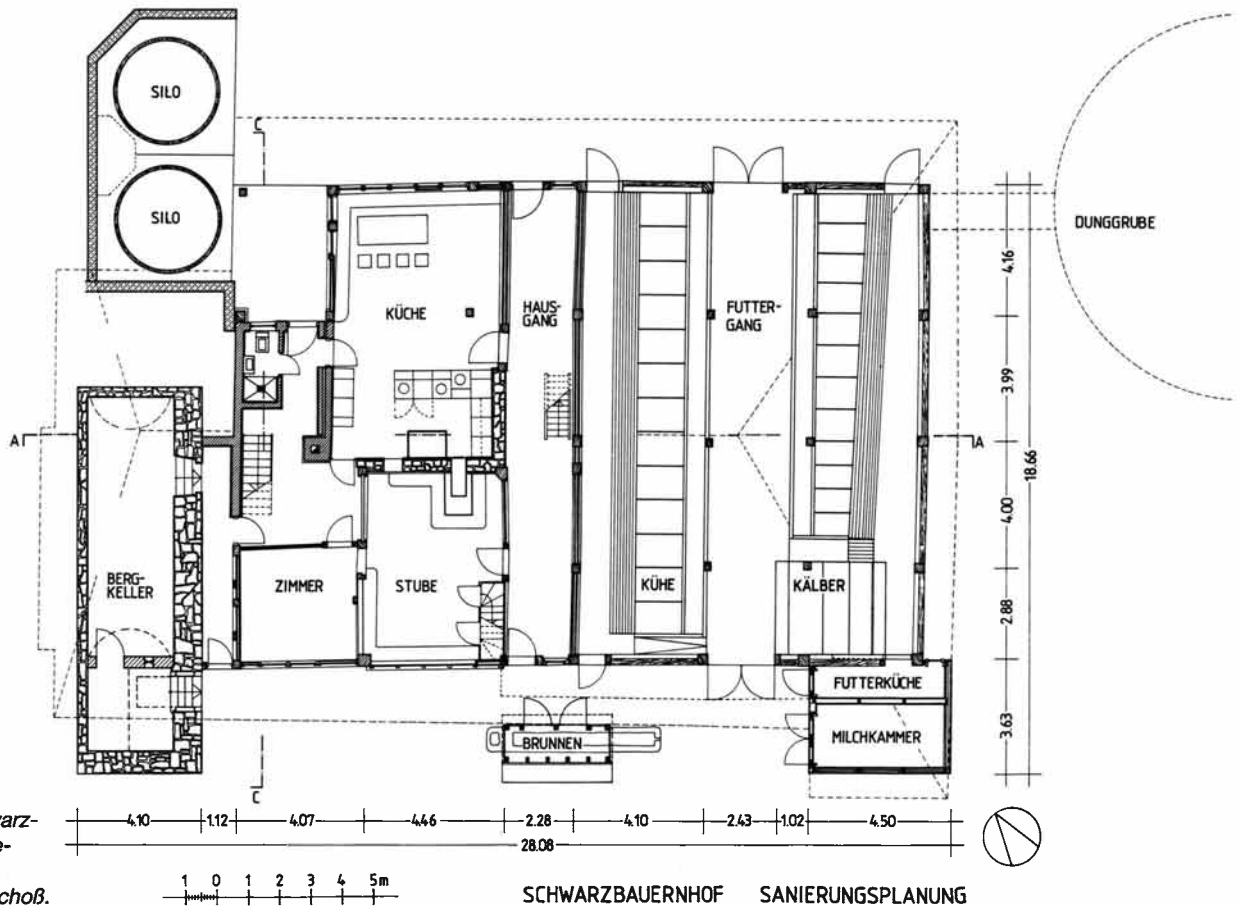 SILO
C
SILO
DUNGGRUBE
KÜCHE
HAUS-
GANG
FUTTER-
GANG
4.16
3.99
A
A
18.66
4.00
BERG-
KELLER
ZIMMER
STUBE
KÜHE
KÄLBER
2.88
FUTTERKÜCHE
BRUNNEN
MILCHKAMMER
3.63
C
arz-
4.10 1.12 4.07 4.46 2.28 4.10 2.43 1.02 4.50
e-
28.08
choß.
1 0 1 2 3 4 5m
SCHWARZBAUERNHOF SANIERUNGSPLANUNG